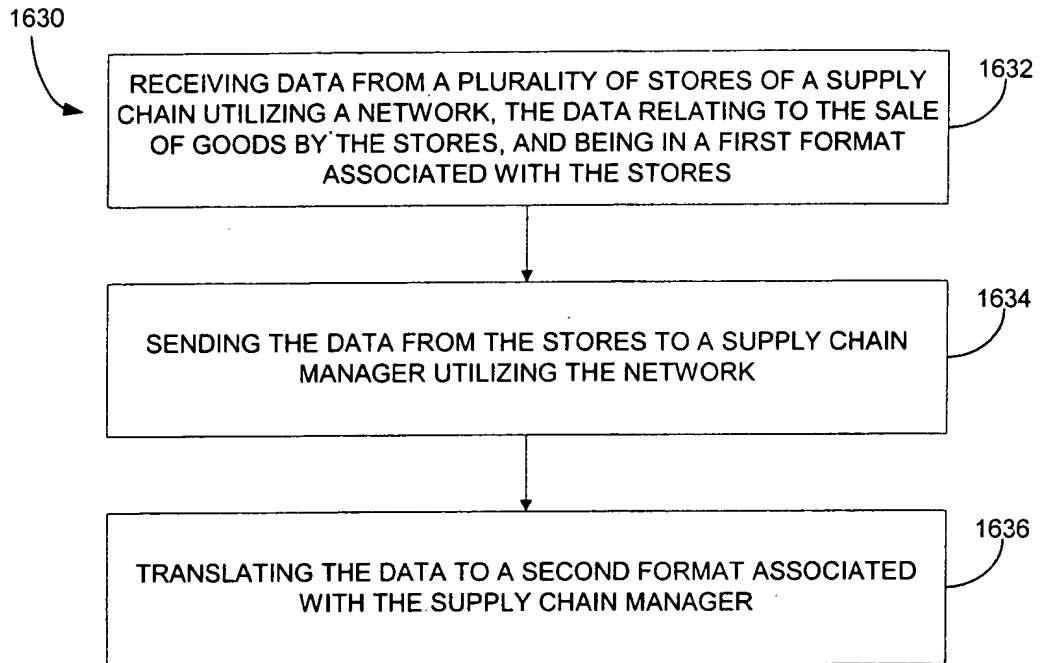 1630
RECEIVING DATA FROM A PLURALITY OF STORES OF A SUPPLY
CHAIN UTILIZING A NETWORK, THE DATA RELATING TO THE SALE
OF GOODS BY THE STORES, AND BEING IN A FIRST FORMAT
ASSOCIATED WITH THE STORES
1632
SENDING THE DATA FROM THE STORES TO A SUPPLY CHAIN
MANAGER UTILIZING THE NETWORK
1634
TRANSLATING THE DATA TO A SECOND FORMAT ASSOCIATED
WITH THE SUPPLY CHAIN MANAGER
1636